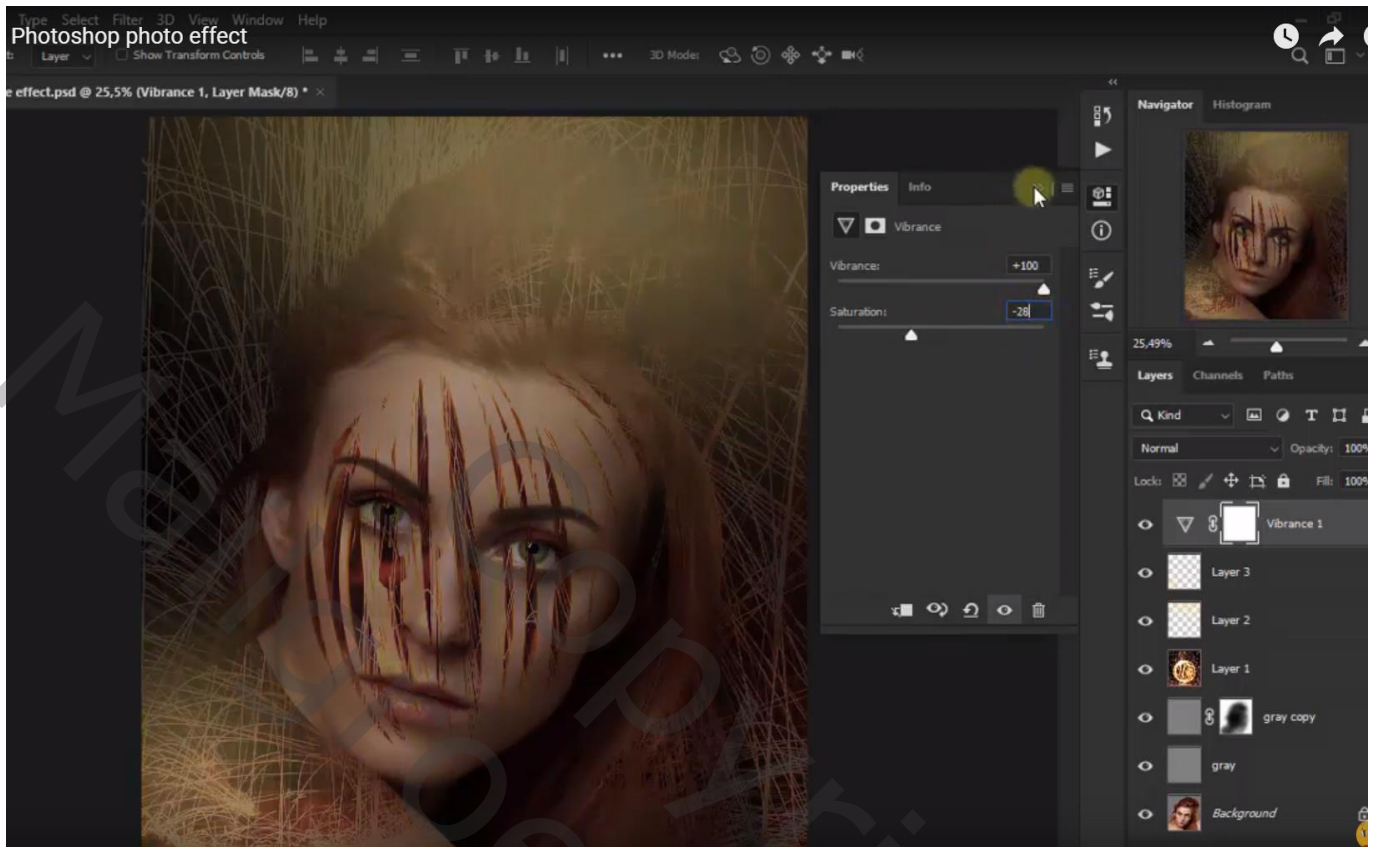 Type Select Filter 3D View Window Help
Photoshop photo effect
Layer Show Transform Controls 3D Mode:
e effect.psd @ 25,5% (Vibrance 1, Layer Mask/8) * ×
Navigator Histogram
Properties Info
Vibrance
Vibrance: +100
Saturation: -28
25,49%
Layers Channels Paths
Kind
Normal Opacity: 100%
Lock: Fill: 100%
Vibrance 1
Layer 3
Layer 2
Layer 1
gray copy
gray
Background